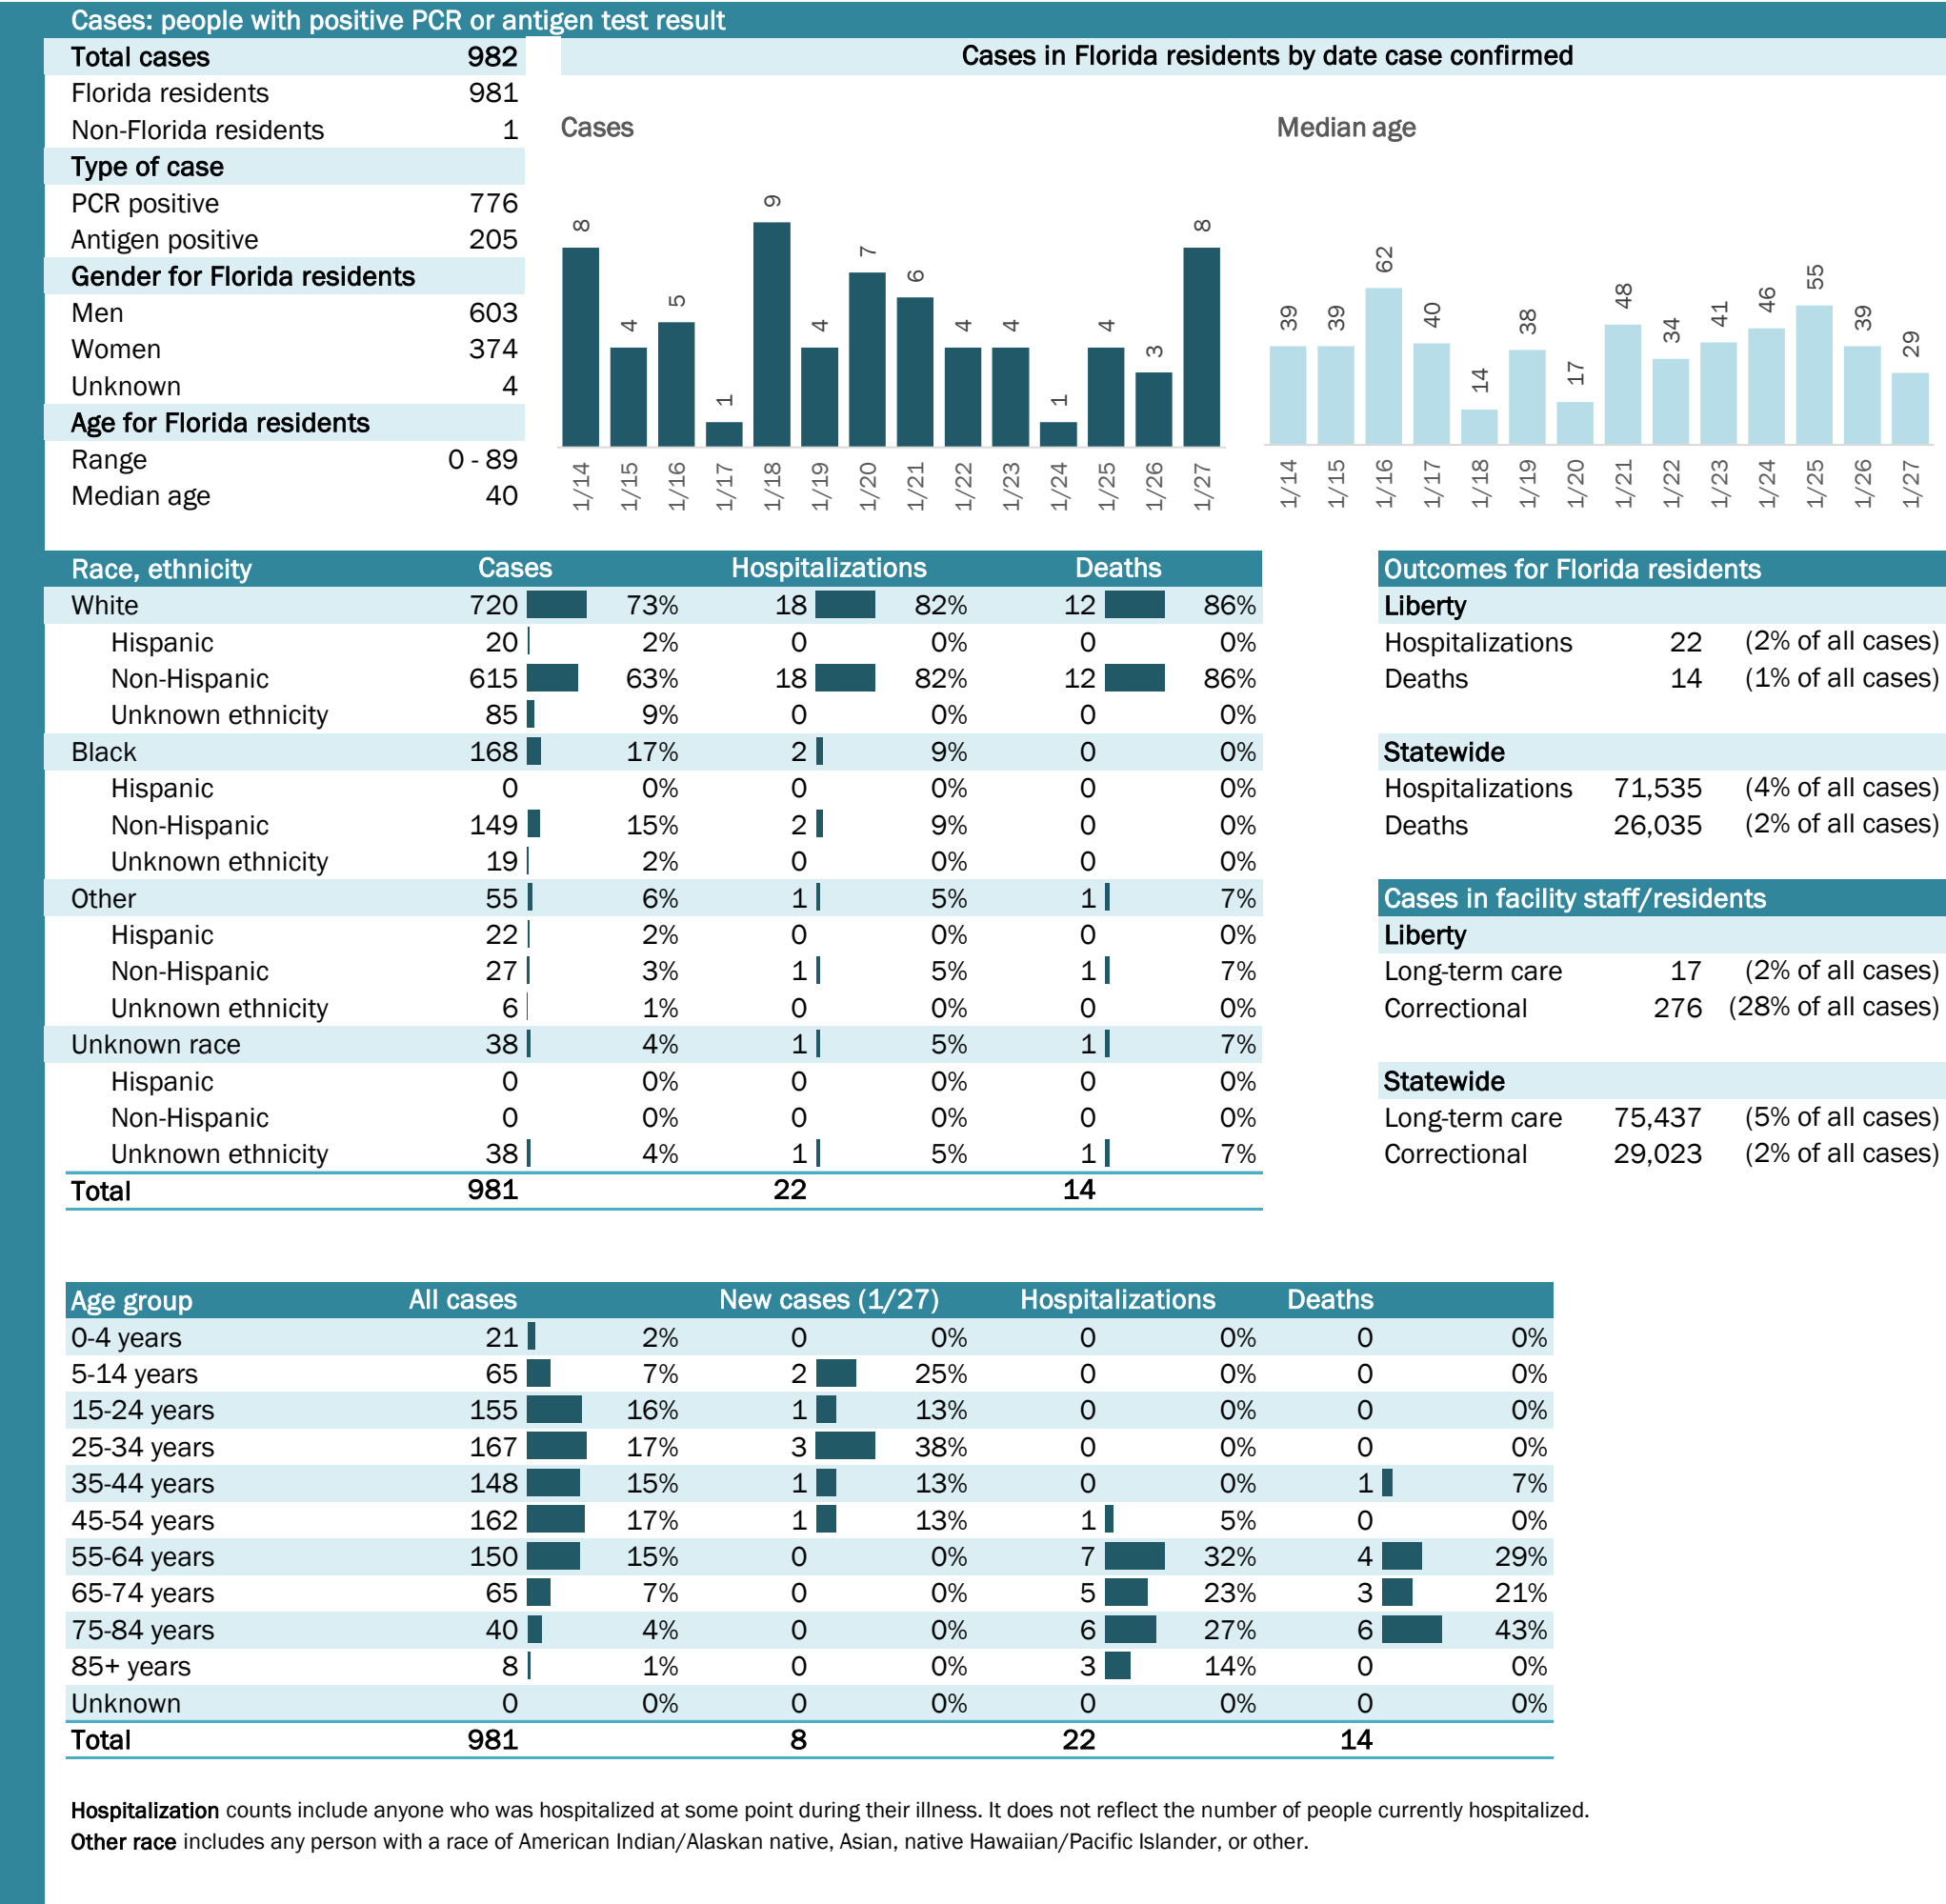 Cases: people with positive PCR or antigen test result
Total cases 982
Florida residents 981
Non-Florida residents 1
Type of case
PCR positive 776
Antigen positive 205
Gender for Florida residents
Men 603
Women 374
Unknown 4
Age for Florida residents
Range 0 - 89
Median age 40
Cases in Florida residents by date case confirmed
Cases
8 4 5 1 9 4 7 6 4 4 1 4 3 8
1/14 1/15 1/16 1/17 1/18 1/19 1/20 1/21 1/22 1/23 1/24 1/25 1/26 1/27
Median age
39 39 62 40 14 38 17 48 34 41 46 55 39 29
1/14 1/15 1/16 1/17 1/18 1/19 1/20 1/21 1/22 1/23 1/24 1/25 1/26 1/27
Race, ethnicity Cases Hospitalizations Deaths
White 720 73% 18 82% 12 86%
Hispanic 20 2% 0 0% 0 0%
Non-Hispanic 615 63% 18 82% 12 86%
Unknown ethnicity 85 9% 0 0% 0 0%
Black 168 17% 2 9% 0 0%
Hispanic 0 0% 0 0% 0 0%
Non-Hispanic 149 15% 2 9% 0 0%
Unknown ethnicity 19 2% 0 0% 0 0%
Other 55 6% 1 5% 1 7%
Hispanic 22 2% 0 0% 0 0%
Non-Hispanic 27 3% 1 5% 1 7%
Unknown ethnicity 6 1% 0 0% 0 0%
Unknown race 38 4% 1 5% 1 7%
Hispanic 0 0% 0 0% 0 0%
Non-Hispanic 0 0% 0 0% 0 0%
Unknown ethnicity 38 4% 1 5% 1 7%
Total 981 22 14
Outcomes for Florida residents
Liberty
Hospitalizations 22 (2% of all cases)
Deaths 14 (1% of all cases)
Statewide
Hospitalizations 71,535 (4% of all cases)
Deaths 26,035 (2% of all cases)
Cases in facility staff/residents
Liberty
Long-term care 17 (2% of all cases)
Correctional 276 (28% of all cases)
Statewide
Long-term care 75,437 (5% of all cases)
Correctional 29,023 (2% of all cases)
Age group All cases New cases (1/27) Hospitalizations Deaths
0-4 years 21 2% 0 0% 0 0% 0 0%
5-14 years 65 7% 2 25% 0 0% 0 0%
15-24 years 155 16% 1 13% 0 0% 0 0%
25-34 years 167 17% 3 38% 0 0% 0 0%
35-44 years 148 15% 1 13% 0 0% 1 7%
45-54 years 162 17% 1 13% 1 5% 0 0%
55-64 years 150 15% 0 0% 7 32% 4 29%
65-74 years 65 7% 0 0% 5 23% 3 21%
75-84 years 40 4% 0 0% 6 27% 6 43%
85+ years 8 1% 0 0% 3 14% 0 0%
Unknown 0 0% 0 0% 0 0% 0 0%
Total 981 8 22 14
Hospitalization counts include anyone who was hospitalized at some point during their illness. It does not reflect the number of people currently hospitalized.
Other race includes any person with a race of American Indian/Alaskan native, Asian, native Hawaiian/Pacific Islander, or other.